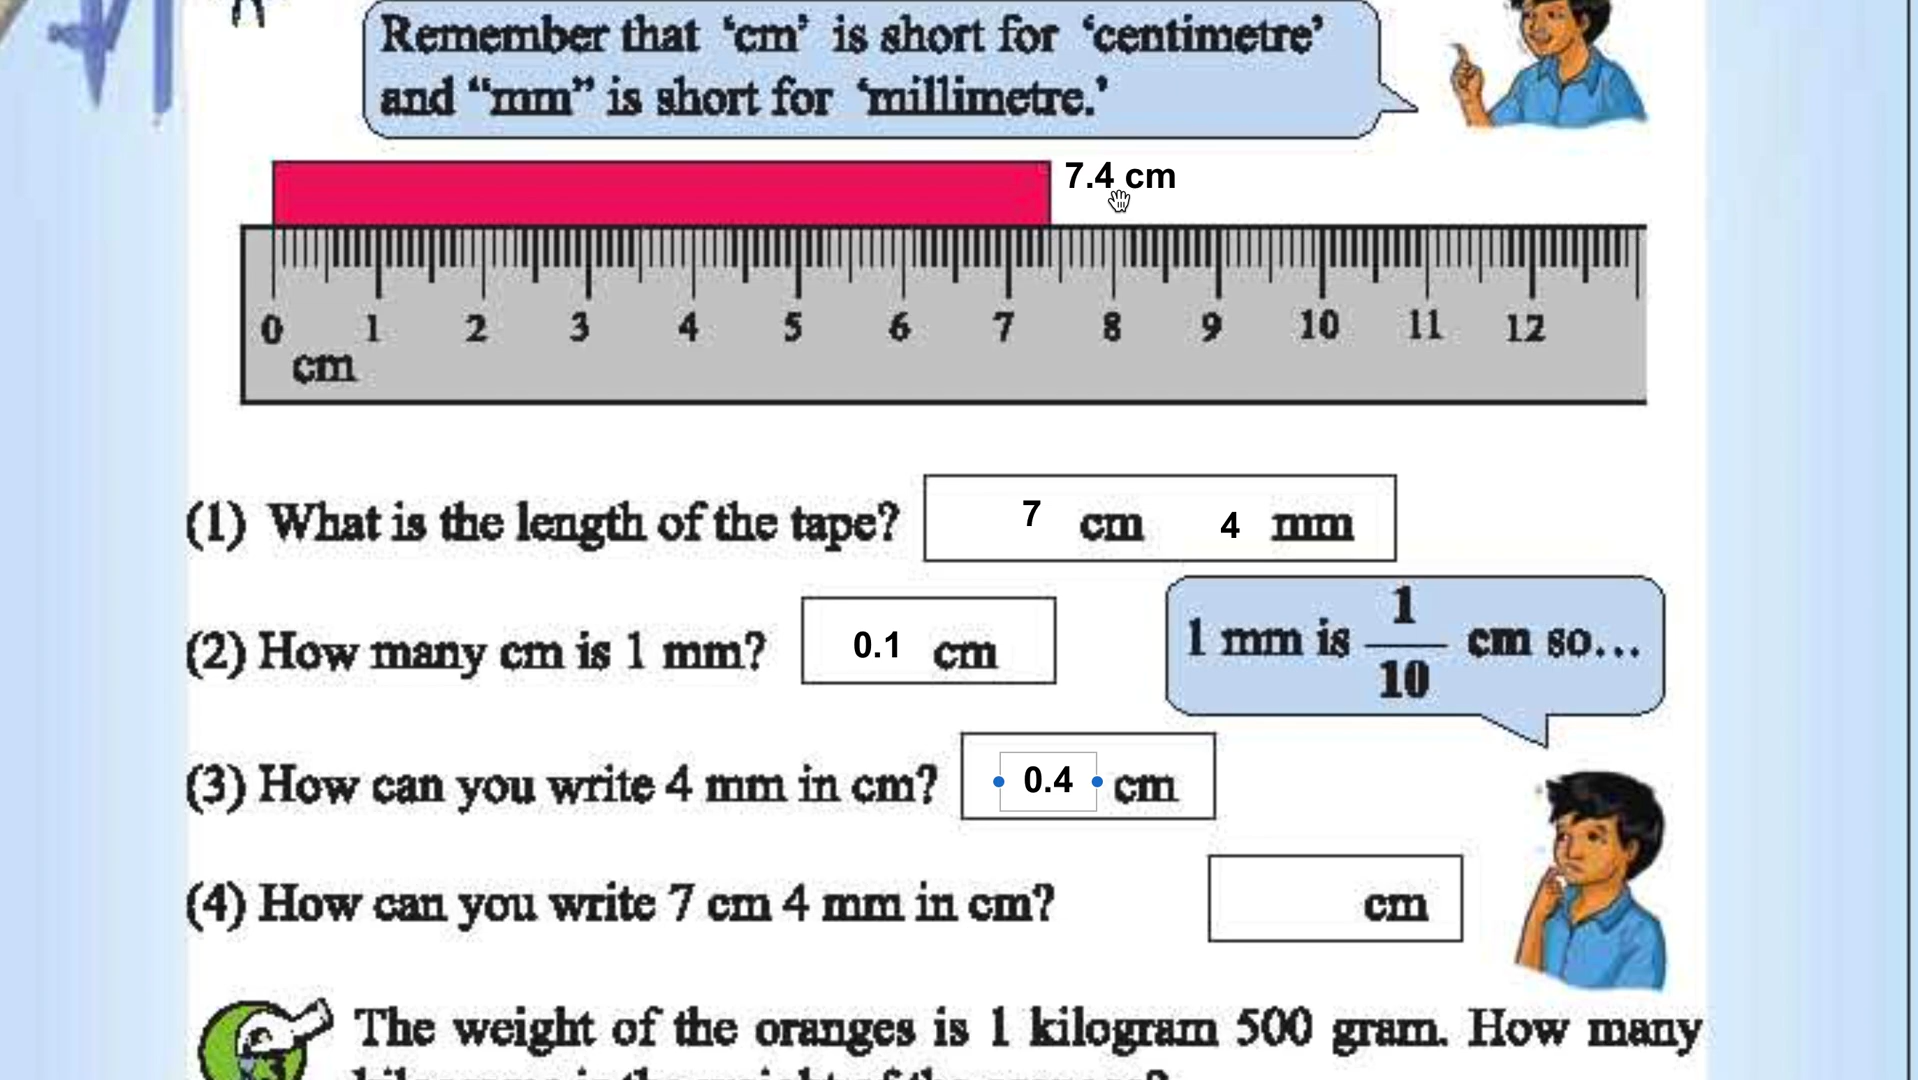 Remember that ‘cm’ is short for ‘centimetre’
and “mm” is short for ‘millimetre.’
7.4 cm
0 1 2 3 4 5 6 7 8 9 10 11 12
cm
(1) What is the length of the tape? 7 cm 4 mm
(2) How many cm is 1 mm? 0.1 cm
1 mm is 1/10 cm so...
(3) How can you write 4 mm in cm? 0.4 cm
(4) How can you write 7 cm 4 mm in cm? cm
The weight of the oranges is 1 kilogram 500 gram. How many